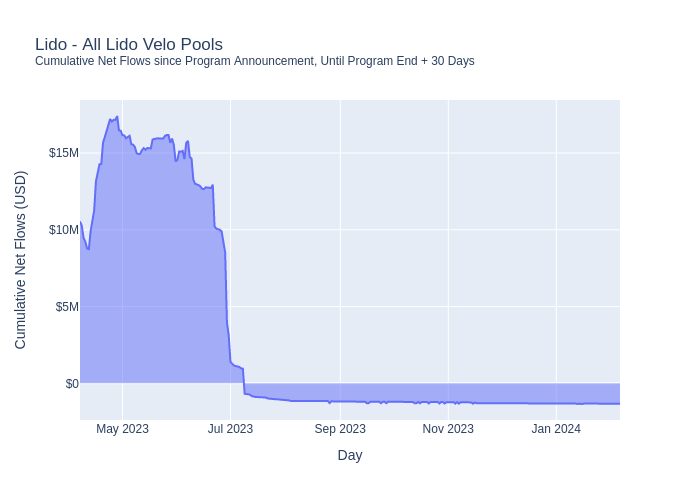 Lido - All Lido Velo Pools
Cumulative Net Flows since Program Announcement, Until Program End + 30 Days
Cumulative Net Flows (USD)
$15M
$10M
$5M
$0
May 2023
Jul 2023
Sep 2023
Nov 2023
Jan 2024
Day